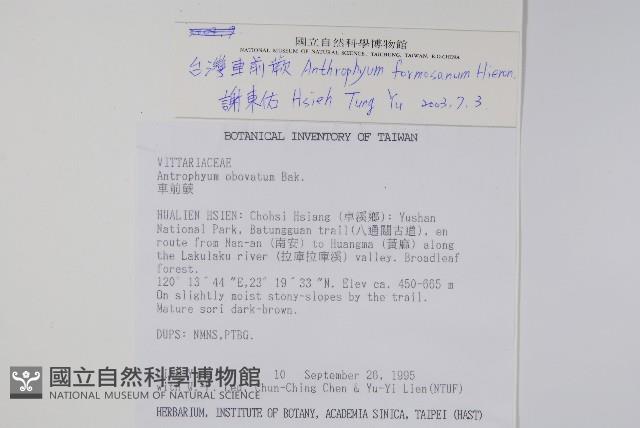 國立自然科學博物館
NATIONAL MUSEUM OF NATURAL SCIENCE, TAICHUNG, TAIWAN, R.O.CHINA
台灣車前蕨 Anthrophyum formosanum Hieron.
謝東佑 Hsieh Tung Yu 2003.7.3
BOTANICAL INVENTORY OF TAIWAN
VITTARIACEAE
Antrophyum obovatum Bak.
車前蕨
HUALIEN HSIEN: Chohsi Hsiang (卓溪鄉): Yushan
National Park, Batungguan trail(八通關古道), en
route from Nan-an (南安) to Huangma (黃麻) along
the Lakulaku river (拉庫拉庫溪) valley. Broadleaf
forest.
120° 13´44 ″E,23° 19´33 ″N. Elev ca. 450-665 m
On slightly moist stony-slopes by the trail.
Mature sori dark-brown.
DUPS: NMNS,PTBG.
10 September 26, 1995
with Chun-Ching Chen & Yu-Yi Lien(NTUF)
國立自然科學博物館
NATIONAL MUSEUM OF NATURAL SCIENCE
HERBARIUM, INSTITUTE OF BOTANY, ACADEMIA SINICA, TAIPEI (HAST)